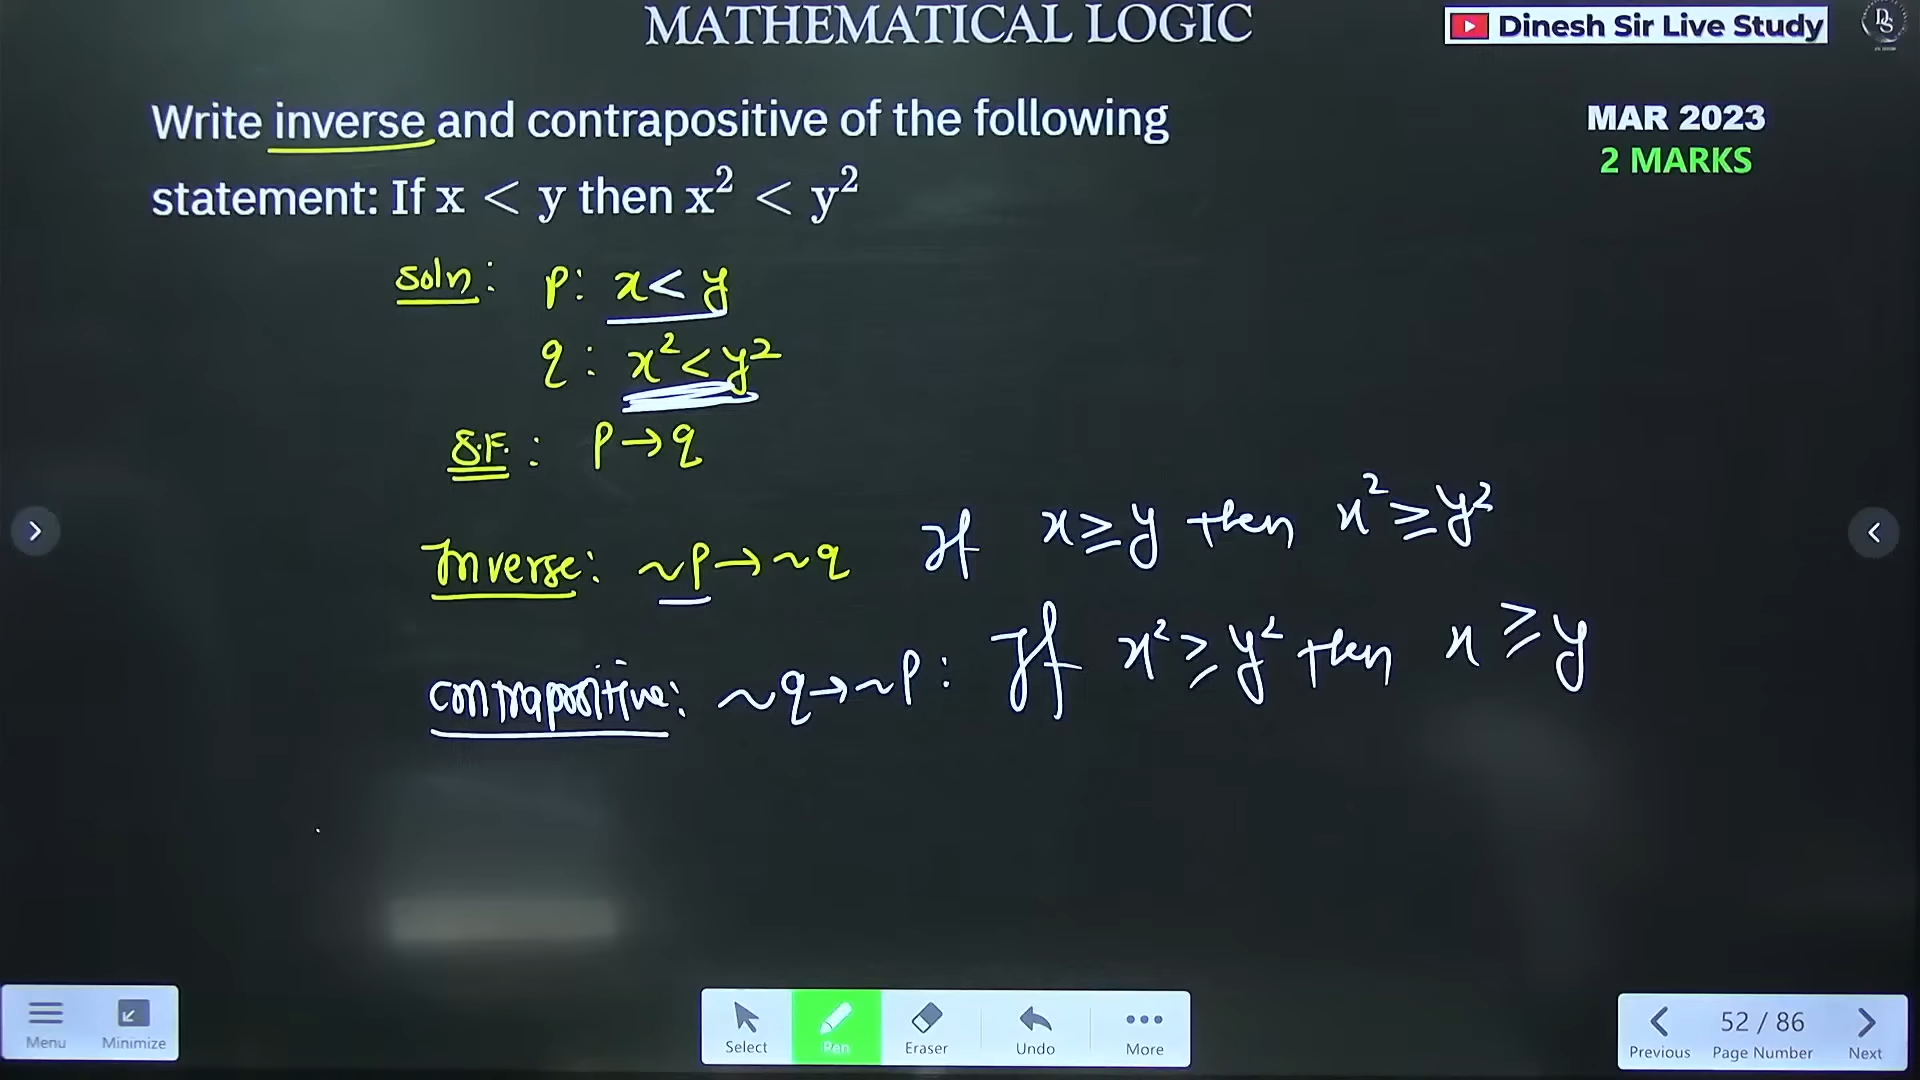 MATHEMATICAL LOGIC
Dinesh Sir Live Study
DS
Write inverse and contrapositive of the following
MAR 2023
2 MARKS
statement: If x < y then x² < y²
Soln: p: x < y
q: x² < y²
S.F.: p → q
Inverse: ~p → ~q If x ≥ y then x² ≥ y²
contrapositive: ~q → ~p: If x² ≥ y² then x ≥ y
Menu Minimize
Select Pen Eraser Undo More
52 / 86
Previous Page Number Next